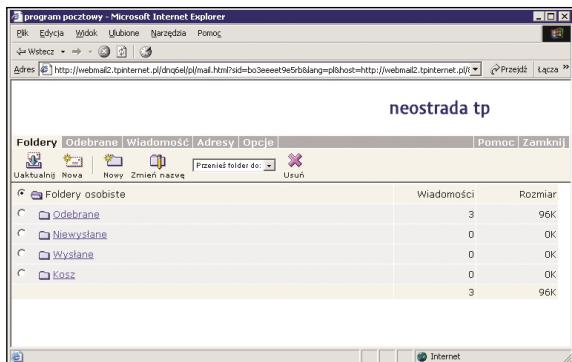 program pocztowy - Microsoft Internet Explorer
Plik Edycja Widok Ulubione Narzędzia Pomoc
Wstecz
Adres http://webmail2.tpinternet.pl/dnq6el/pl/mail.html?sid=bo3eeeet9e5rb&lang=pl&host=http://webmail2.tpinternet.pl/ Przejdź Łącza »
neostrada tp
Foldery Odebrane Wiadomość Adresy Opcje Pomoc Zamknij
Uaktualnij Nowa Nowy Zmień nazwę Przenieś folder do: Usuń
Foldery osobiste Wiadomości Rozmiar
Odebrane 3 96K
Niewysłane 0 0K
Wysłane 0 0K
Kosz 0 0K
3 96K
Internet